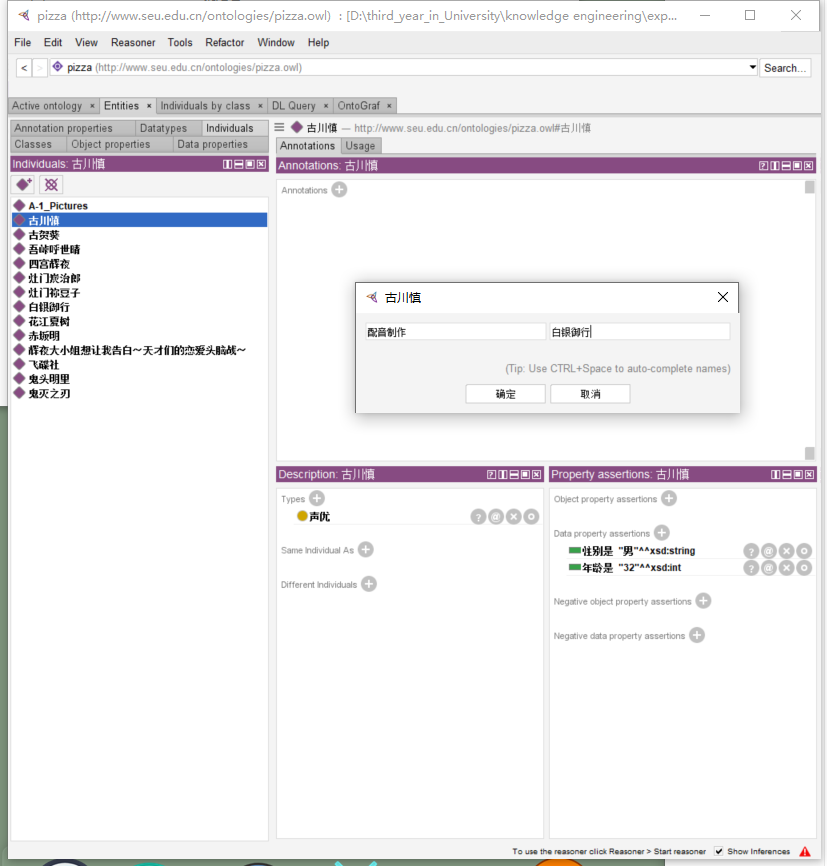 pizza (http://www.seu.edu.cn/ontologies/pizza.owl) : [D:\third_year_in_University\knowledge engineering\exp...
File Edit View Reasoner Tools Refactor Window Help
< > pizza (http://www.seu.edu.cn/ontologies/pizza.owl) Search...
Active ontology × Entities × Individuals by class × DL Query × OntoGraf ×
Annotation properties Datatypes Individuals
Classes Object properties Data properties
Individuals: 古川慎
A-1_Pictures
古川慎
古贺葵
吾峠呼世晴
四宫辉夜
灶门炭治郎
灶门祢豆子
白银御行
花江夏树
赤坂明
辉夜大小姐想让我告白~天才们的恋爱头脑战~
飞碟社
鬼头明里
鬼灭之刃
古川慎 — http://www.seu.edu.cn/ontologies/pizza.owl#古川慎
Annotations Usage
Annotations: 古川慎
Annotations
古川慎
配音制作 白银御行
(Tip: Use CTRL+Space to auto-complete names)
确定 取消
Description: 古川慎
Types
声优
Same Individual As
Different Individuals
Property assertions: 古川慎
Object property assertions
Data property assertions
性别是 "男"^^xsd:string
年龄是 "32"^^xsd:int
Negative object property assertions
Negative data property assertions
To use the reasoner click Reasoner > Start reasoner Show Inferences